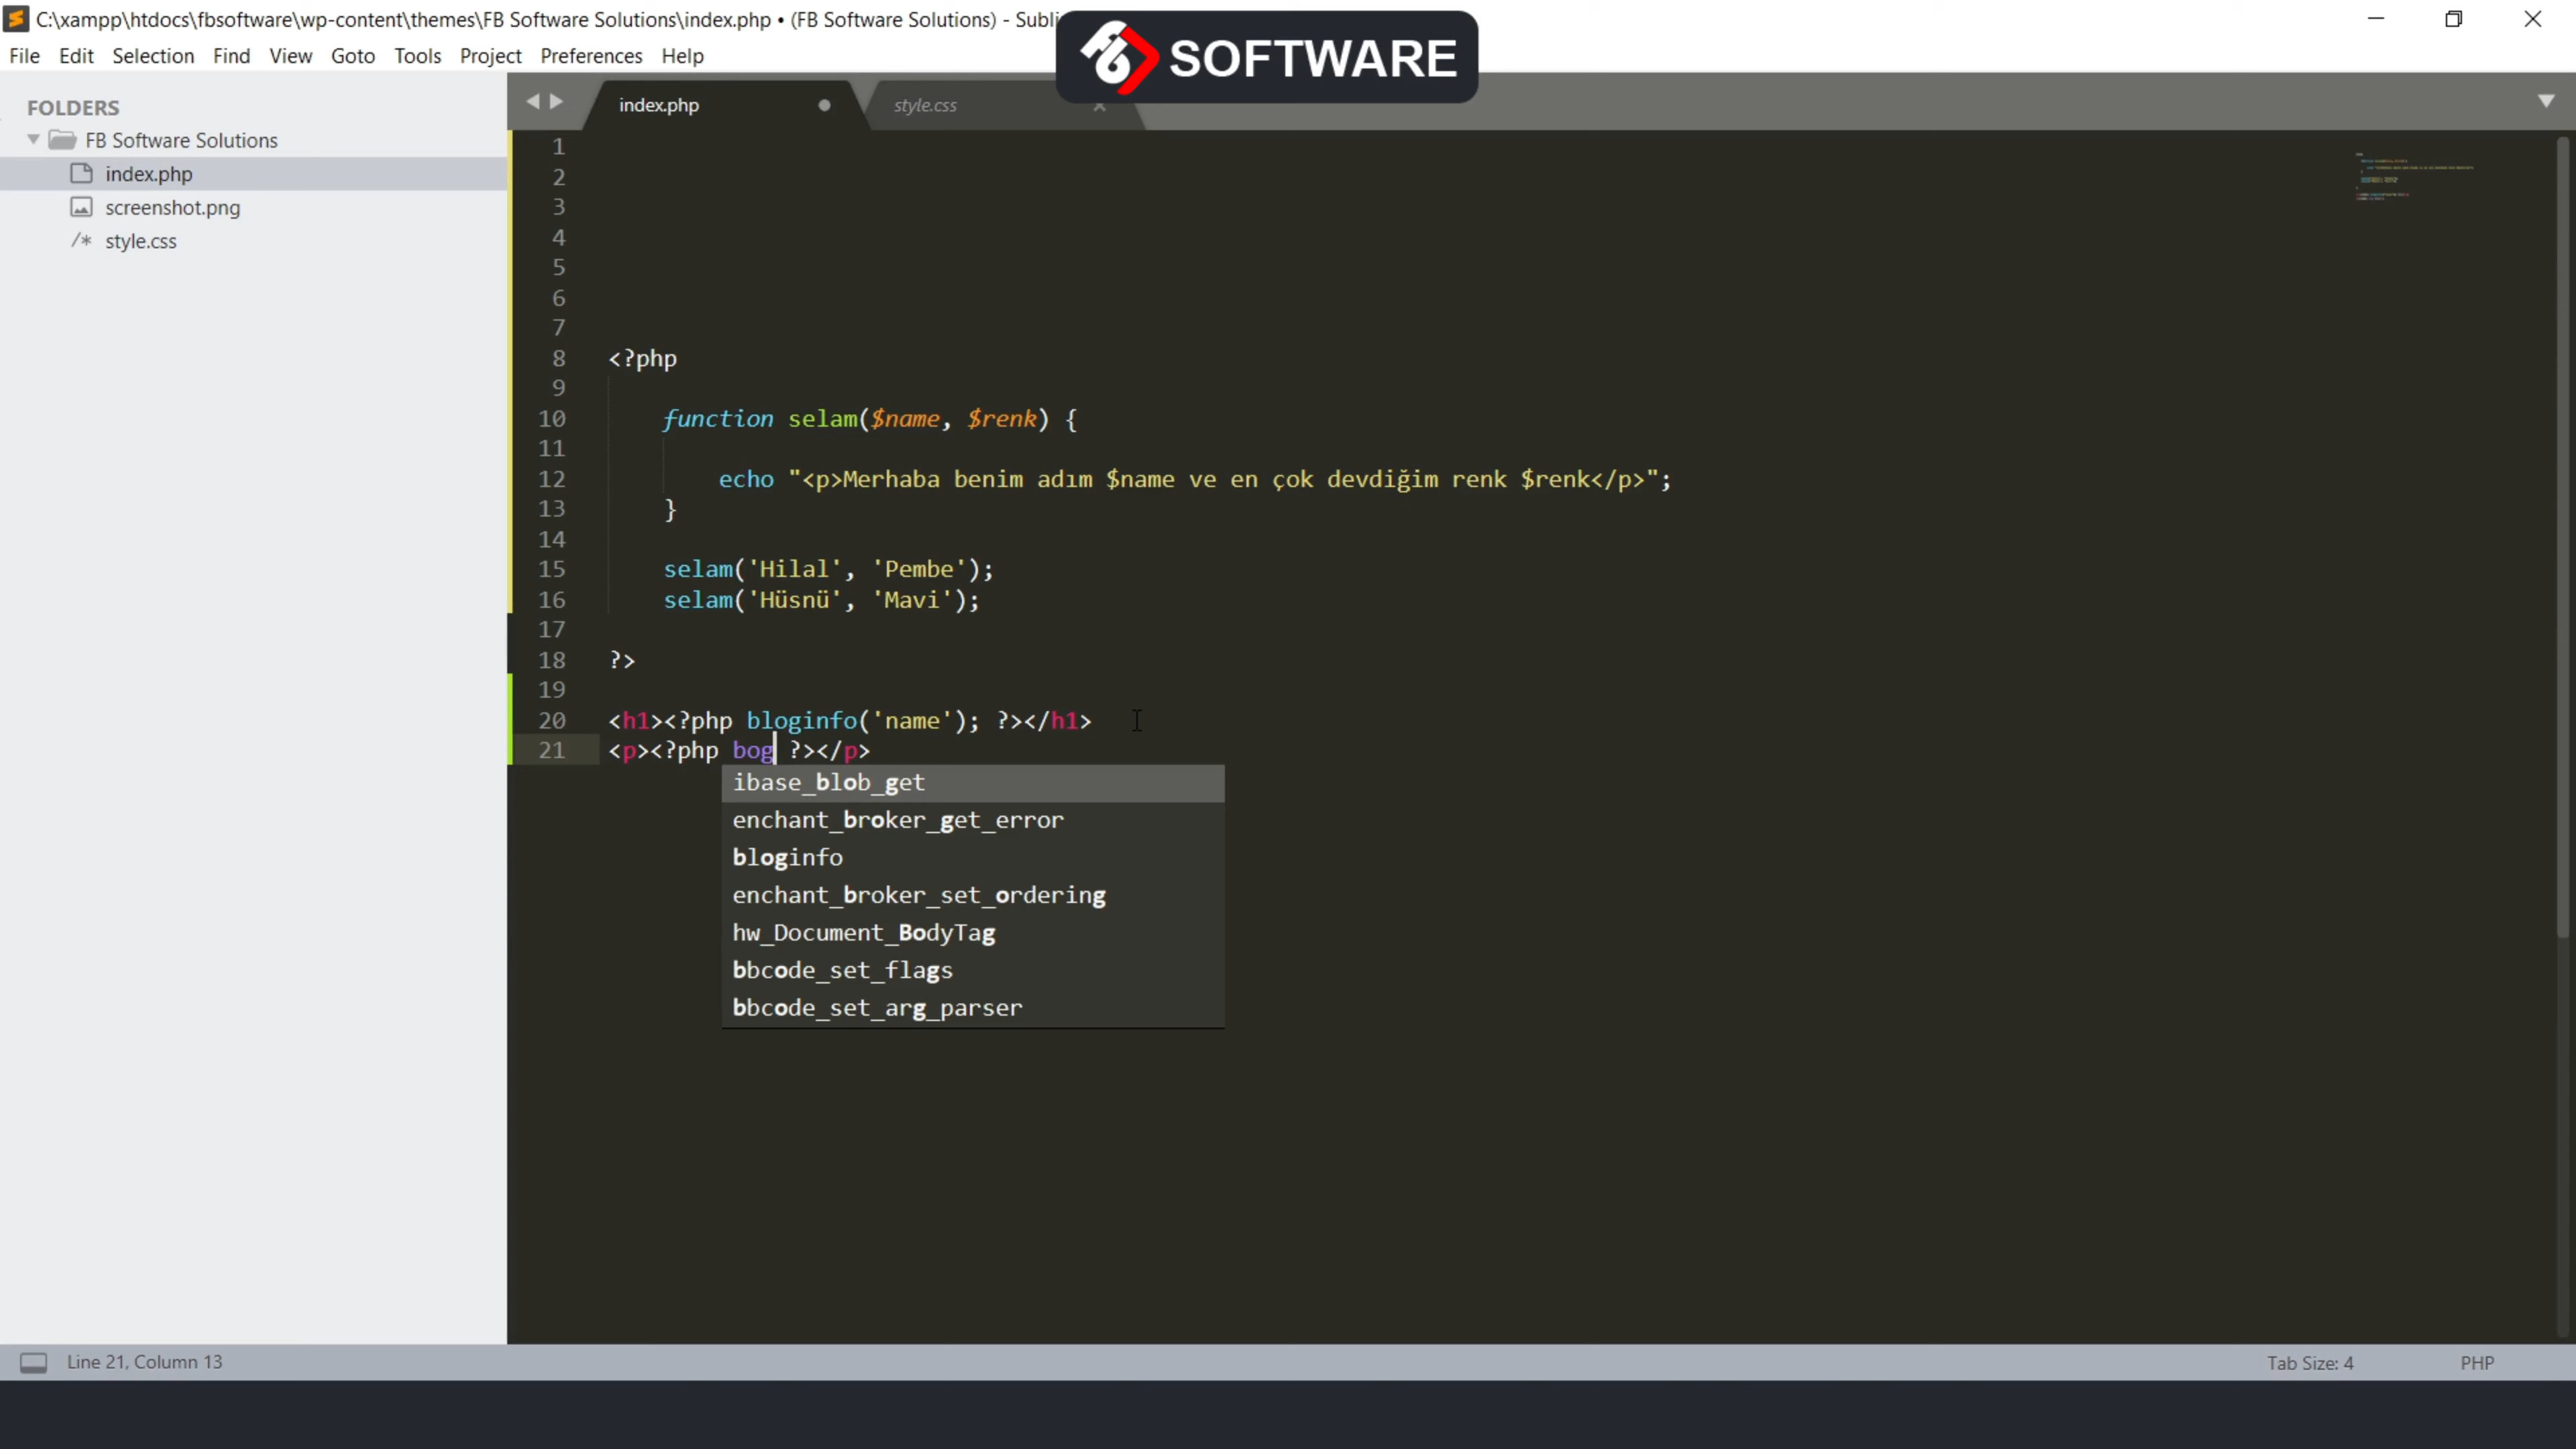 C:\xampp\htdocs\fbsoftware\wp-content\themes\FB Software Solutions\index.php • (FB Software Solutions) - Subli
SOFTWARE
File Edit Selection Find View Goto Tools Project Preferences Help
FOLDERS
FB Software Solutions
index.php
screenshot.png
/* style.css
index.php
style.css
1
2
3
4
5
6
7
8 <?php
9
10 function selam($name, $renk) {
11
12 echo "<p>Merhaba benim adım $name ve en çok devdiğim renk $renk</p>";
13 }
14
15 selam('Hilal', 'Pembe');
16 selam('Hüsnü', 'Mavi');
17
18 ?>
19
20 <h1><?php bloginfo('name'); ?></h1>
21 <p><?php bog ?></p>
ibase_blob_get
enchant_broker_get_error
bloginfo
enchant_broker_set_ordering
hw_Document_BodyTag
bbcode_set_flags
bbcode_set_arg_parser
Line 21, Column 13
Tab Size: 4
PHP